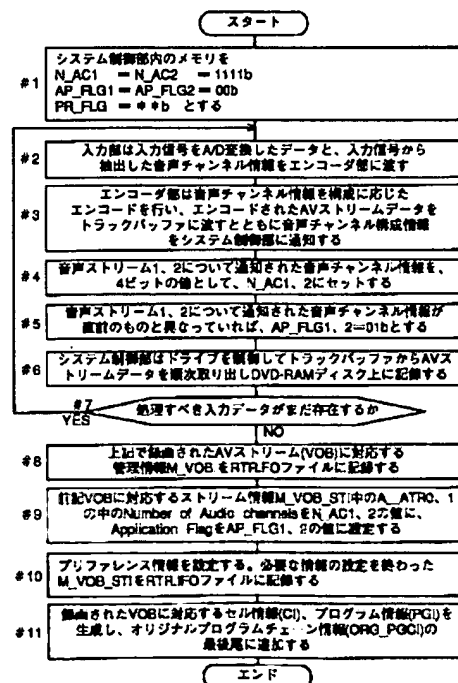 スタート
#1
システム制御部内のメモリを
N_AC1 = N_AC2 = 1111b
AP_FLG1 = AP_FLG2 = 00b
PR_FLG = **b とする
#2
入力部は入力信号をA/D変換したデータと、入力信号から
抽出した音声チャンネル情報をエンコーダ部に渡す
#3
エンコーダ部は音声チャンネル情報を構成に応じた
エンコードを行い、エンコードされたAVストリームデータを
トラックバッファに渡すとともに音声チャンネル構成情報
をシステム制御部に通知する
#4
音声ストリーム1、2について通知された音声チャンネル情報を、
4ビットの値として、N_AC1、2にセットする
#5
音声ストリーム1、2について通知された音声チャンネル情報が
直前のものと異なっていれば、AP_FLG1、2=01bとする
#6
システム制御部はドライブを制御してトラックバッファからAVス
トリームデータを順次取り出しDVD-RAMディスク上に記録する
#7
処理すべき入力データがまだ存在するか
YES
NO
#8
上記で録画されたAVストリーム(VOB)に対応する
管理情報M_VOB をRTR.IFOファイルに記録する
#9
前記VOBに対応するストリーム情報M_VOB_STI中のA_ATR0、1
の中のNumber of Audio channelsをN_AC1、2の値に、
Application FlagをAP_FLG1、2の値に設定する
#10
プリファレンス情報を設定する。必要な情報の設定を終わった
M_VOB_STIをRTR.IFOファイルに記録する
#11
録画されたVOBに対応するセル情報(CI)、プログラム情報(PGI)を
生成し、オリジナルプログラムチェーン情報(ORG_PGCI)の
最後尾に追加する
エンド